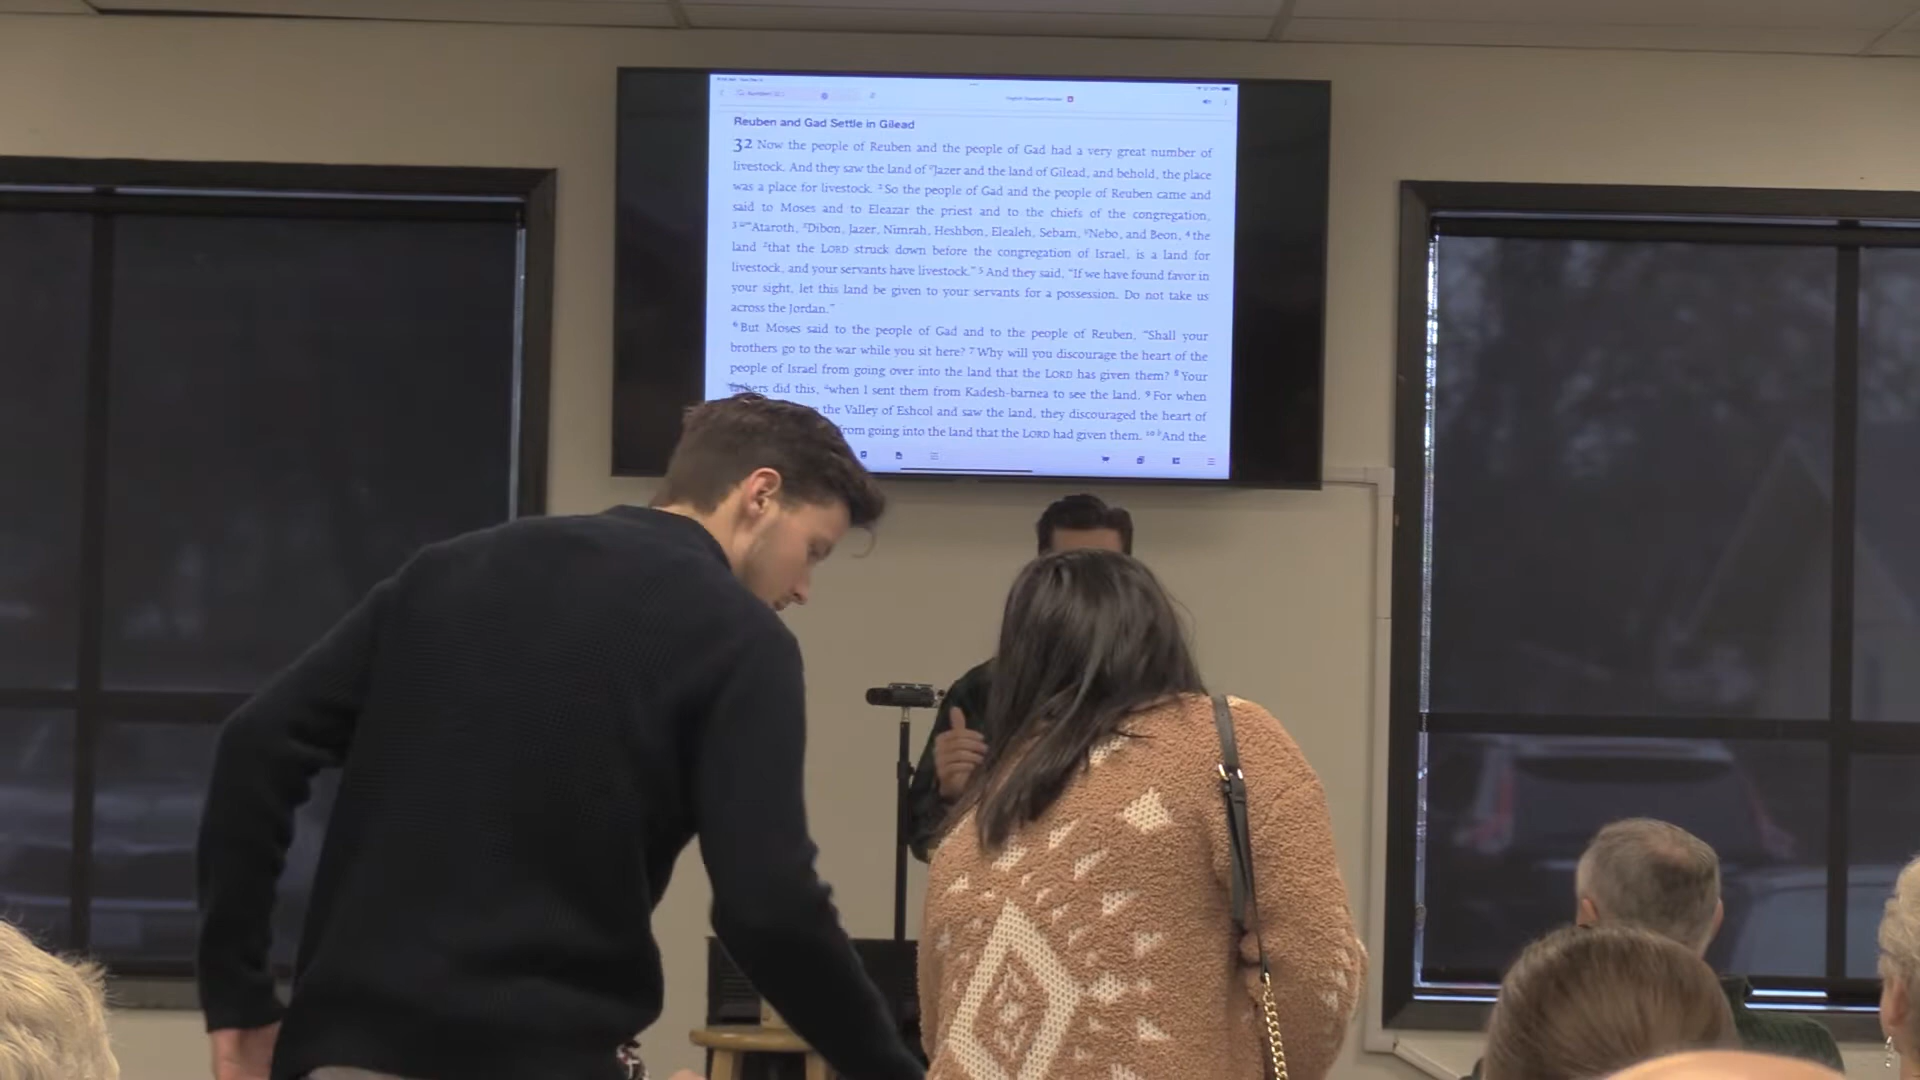 Reuben and Gad Settle in Gilead
32 Now the people of Reuben and the people of Gad had a very great number of
livestock. And they saw the land of Jazer and the land of Gilead, and behold, the place
was a place for livestock. 2 So the people of Gad and the people of Reuben came and
said to Moses and to Eleazar the priest and to the chiefs of the congregation,
3 “Ataroth, Dibon, Jazer, Nimrah, Heshbon, Elealeh, Sebam, Nebo, and Beon, 4 the
land that the LORD struck down before the congregation of Israel, is a land for
livestock, and your servants have livestock.” 5 And they said, “If we have found favor in
your sight, let this land be given to your servants for a possession. Do not take us
across the Jordan.”
6 But Moses said to the people of Gad and to the people of Reuben, “Shall your
brothers go to the war while you sit here? 7 Why will you discourage the heart of the
people of Israel from going over into the land that the LORD has given them? 8 Your
fathers did this, when I sent them from Kadesh-barnea to see the land. 9 For when
the Valley of Eshcol and saw the land, they discouraged the heart of
from going into the land that the LORD had given them. 10 And the